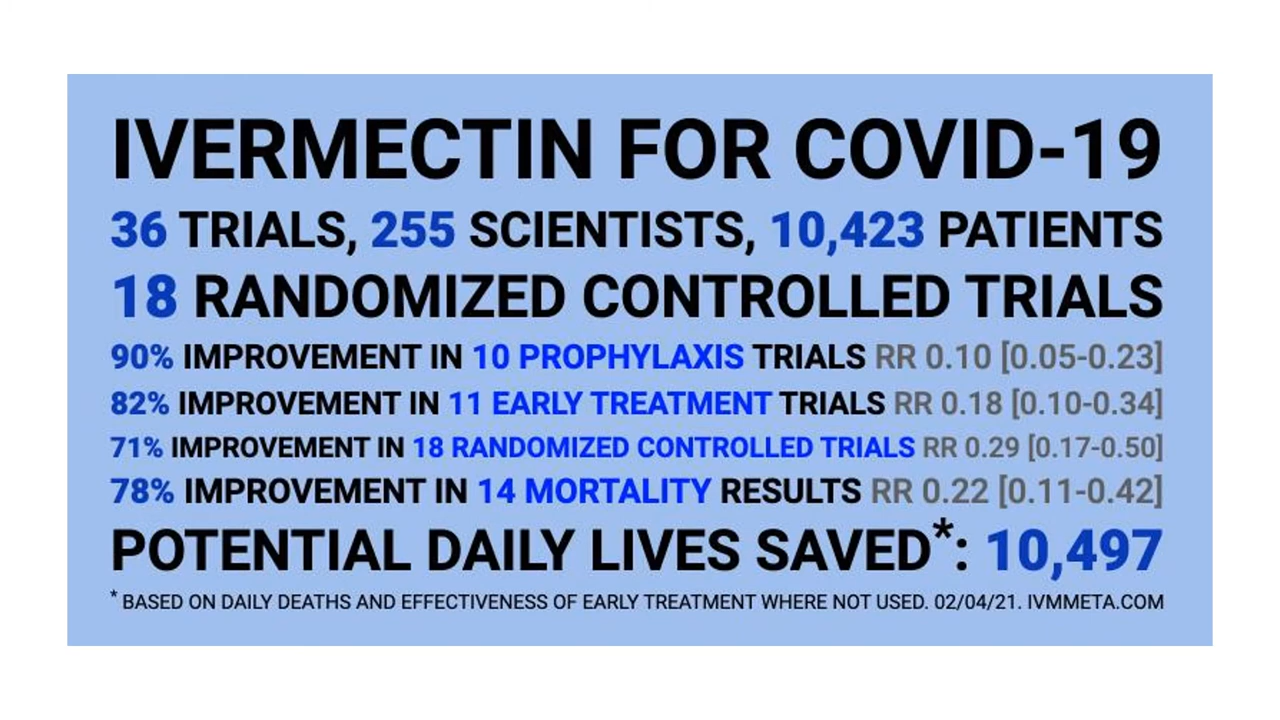 IVERMECTIN FOR COVID-19
36 TRIALS, 255 SCIENTISTS, 10,423 PATIENTS
18 RANDOMIZED CONTROLLED TRIALS
90% IMPROVEMENT IN 10 PROPHYLAXIS TRIALS RR 0.10 [0.05-0.23]
82% IMPROVEMENT IN 11 EARLY TREATMENT TRIALS RR 0.18 [0.10-0.34]
71% IMPROVEMENT IN 18 RANDOMIZED CONTROLLED TRIALS RR 0.29 [0.17-0.50]
78% IMPROVEMENT IN 14 MORTALITY RESULTS RR 0.22 [0.11-0.42]
POTENTIAL DAILY LIVES SAVED*: 10,497
* BASED ON DAILY DEATHS AND EFFECTIVENESS OF EARLY TREATMENT WHERE NOT USED. 02/04/21. IVMMETA.COM